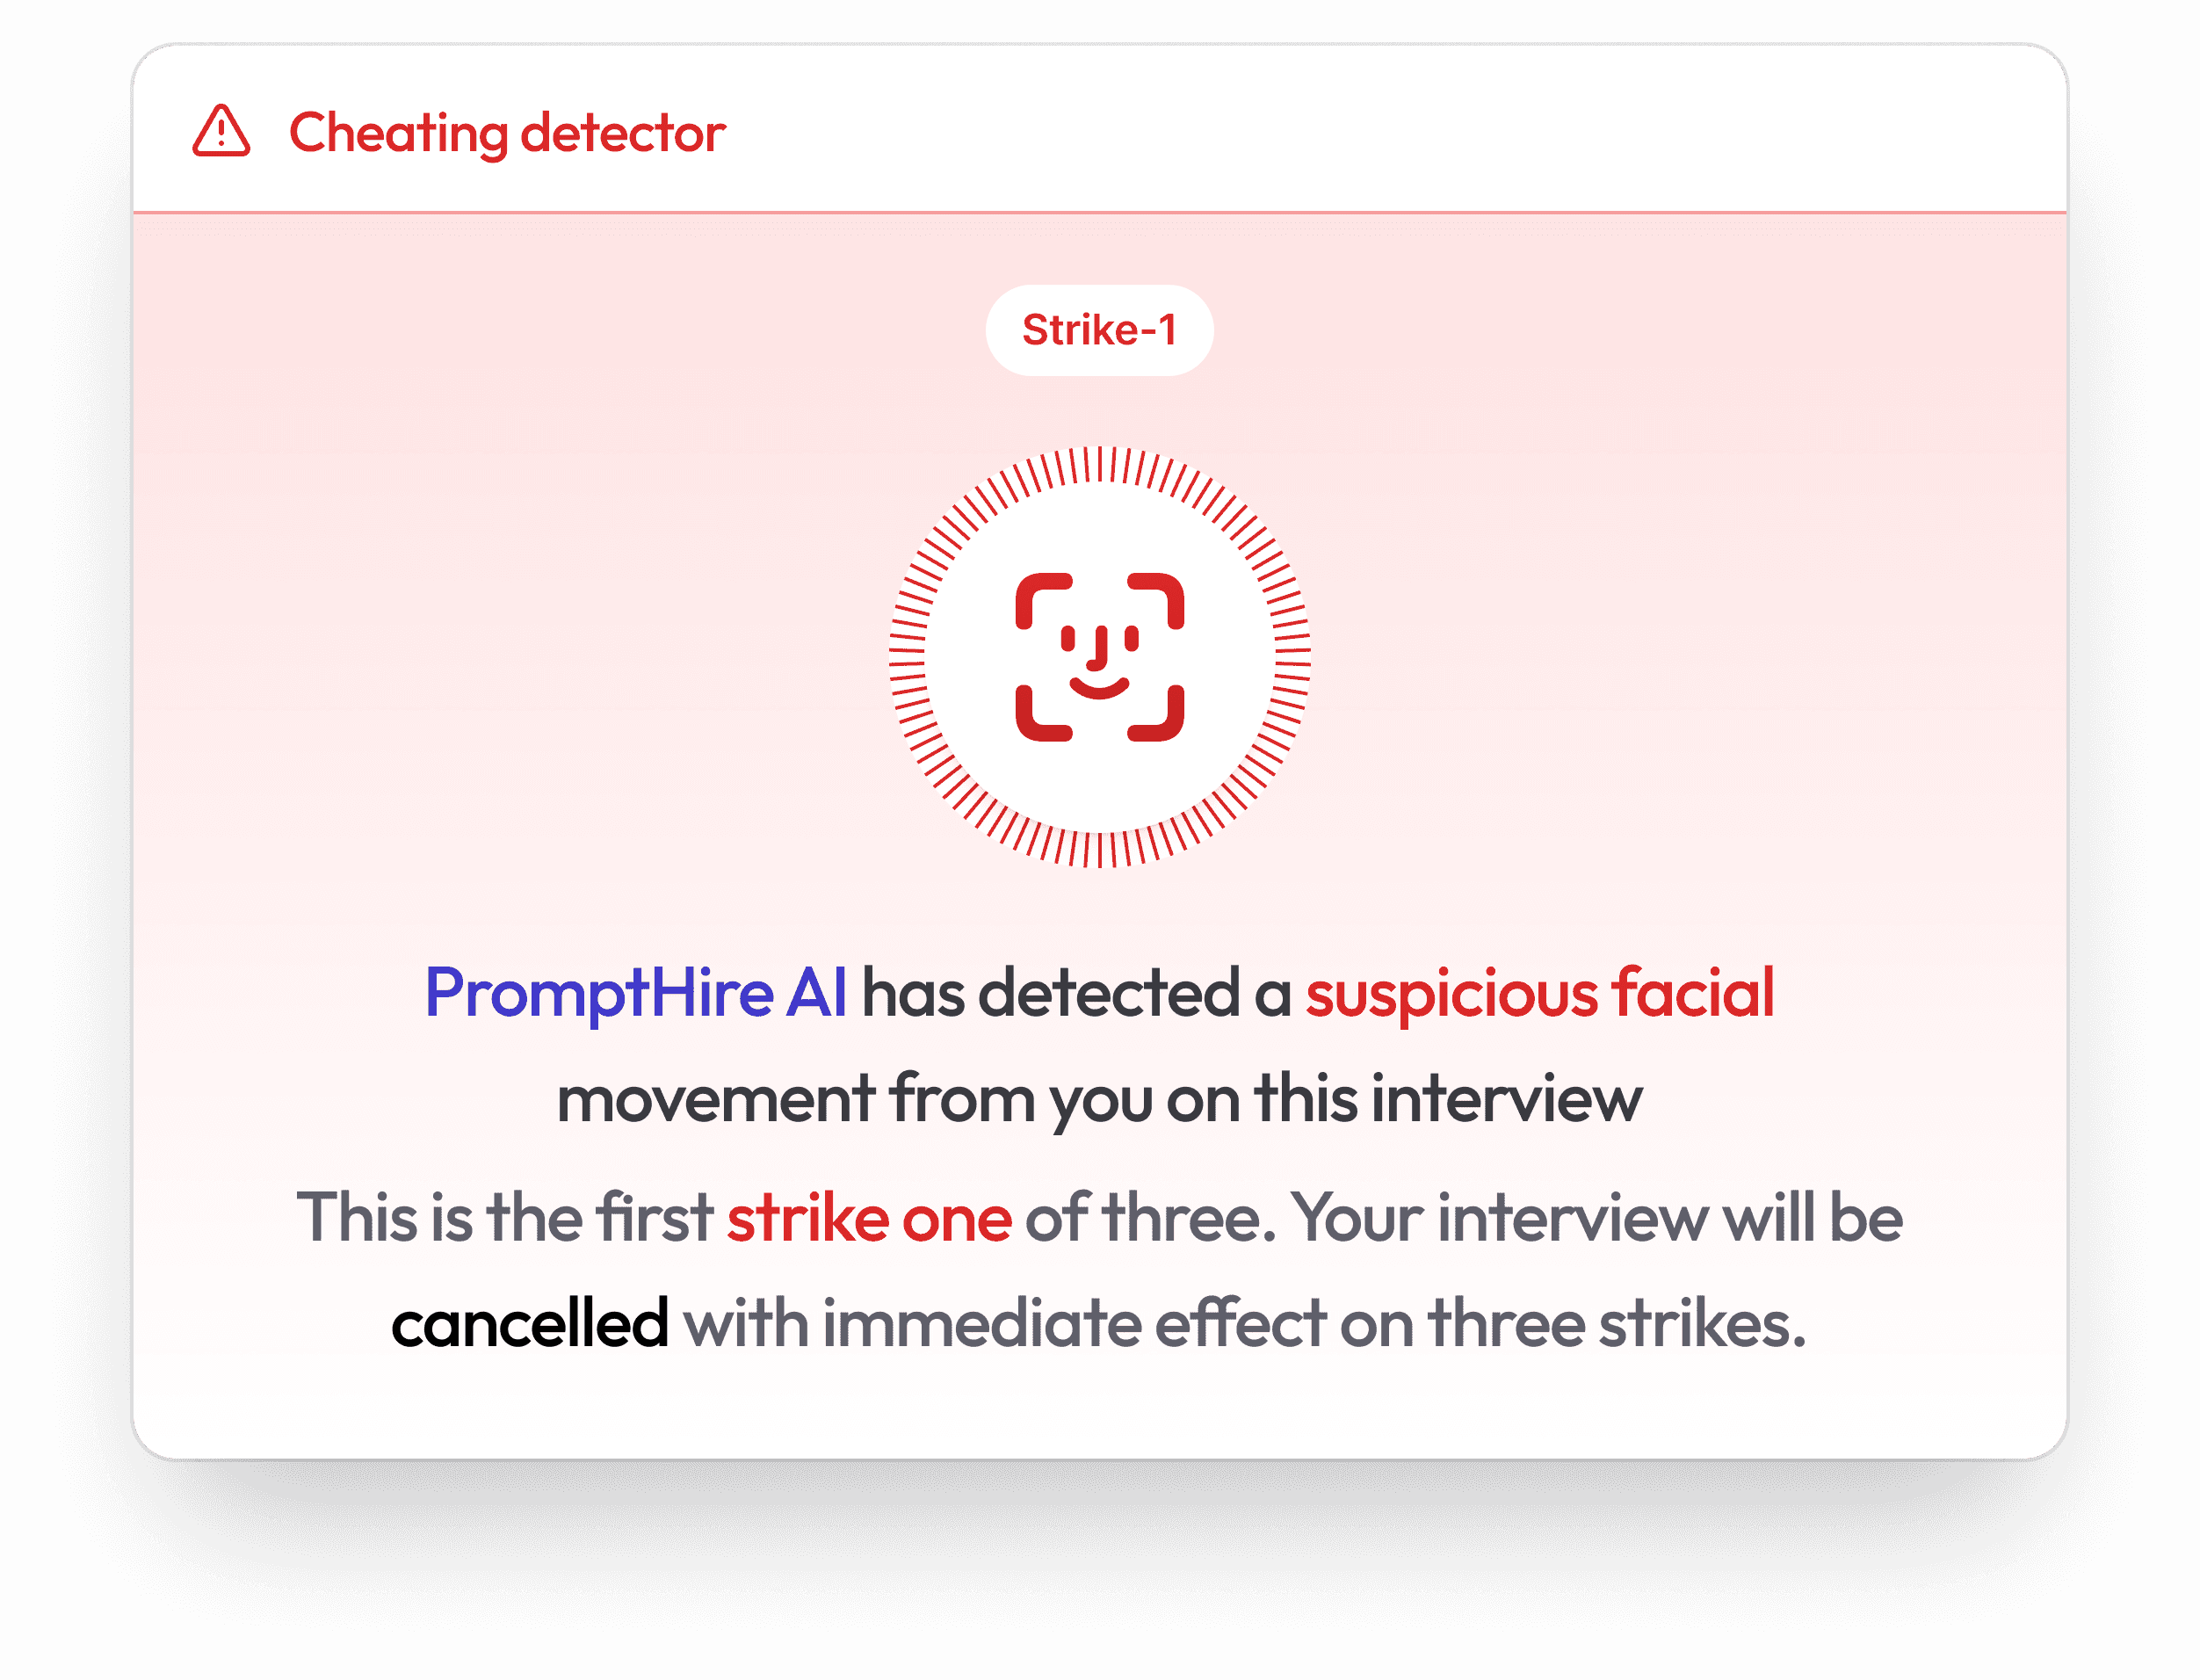 Cheating detector
Strike-1
PromptHire AI has detected a suspicious facial
movement from you on this interview
This is the first strike one of three. Your interview will be
cancelled with immediate effect on three strikes.